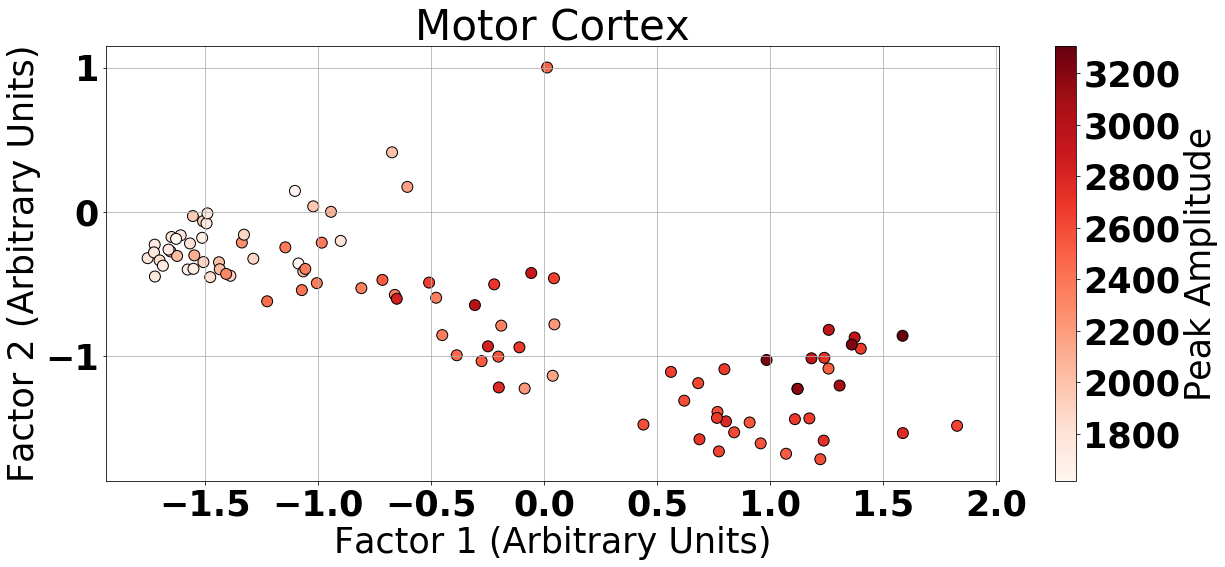 Motor Cortex
Factor 2 (Arbitrary Units)
1
0
−1
−1.5 −1.0 −0.5 0.0 0.5 1.0 1.5 2.0
Factor 1 (Arbitrary Units)
3200
3000
2800
2600
2400
2200
2000
1800
Peak Amplitude